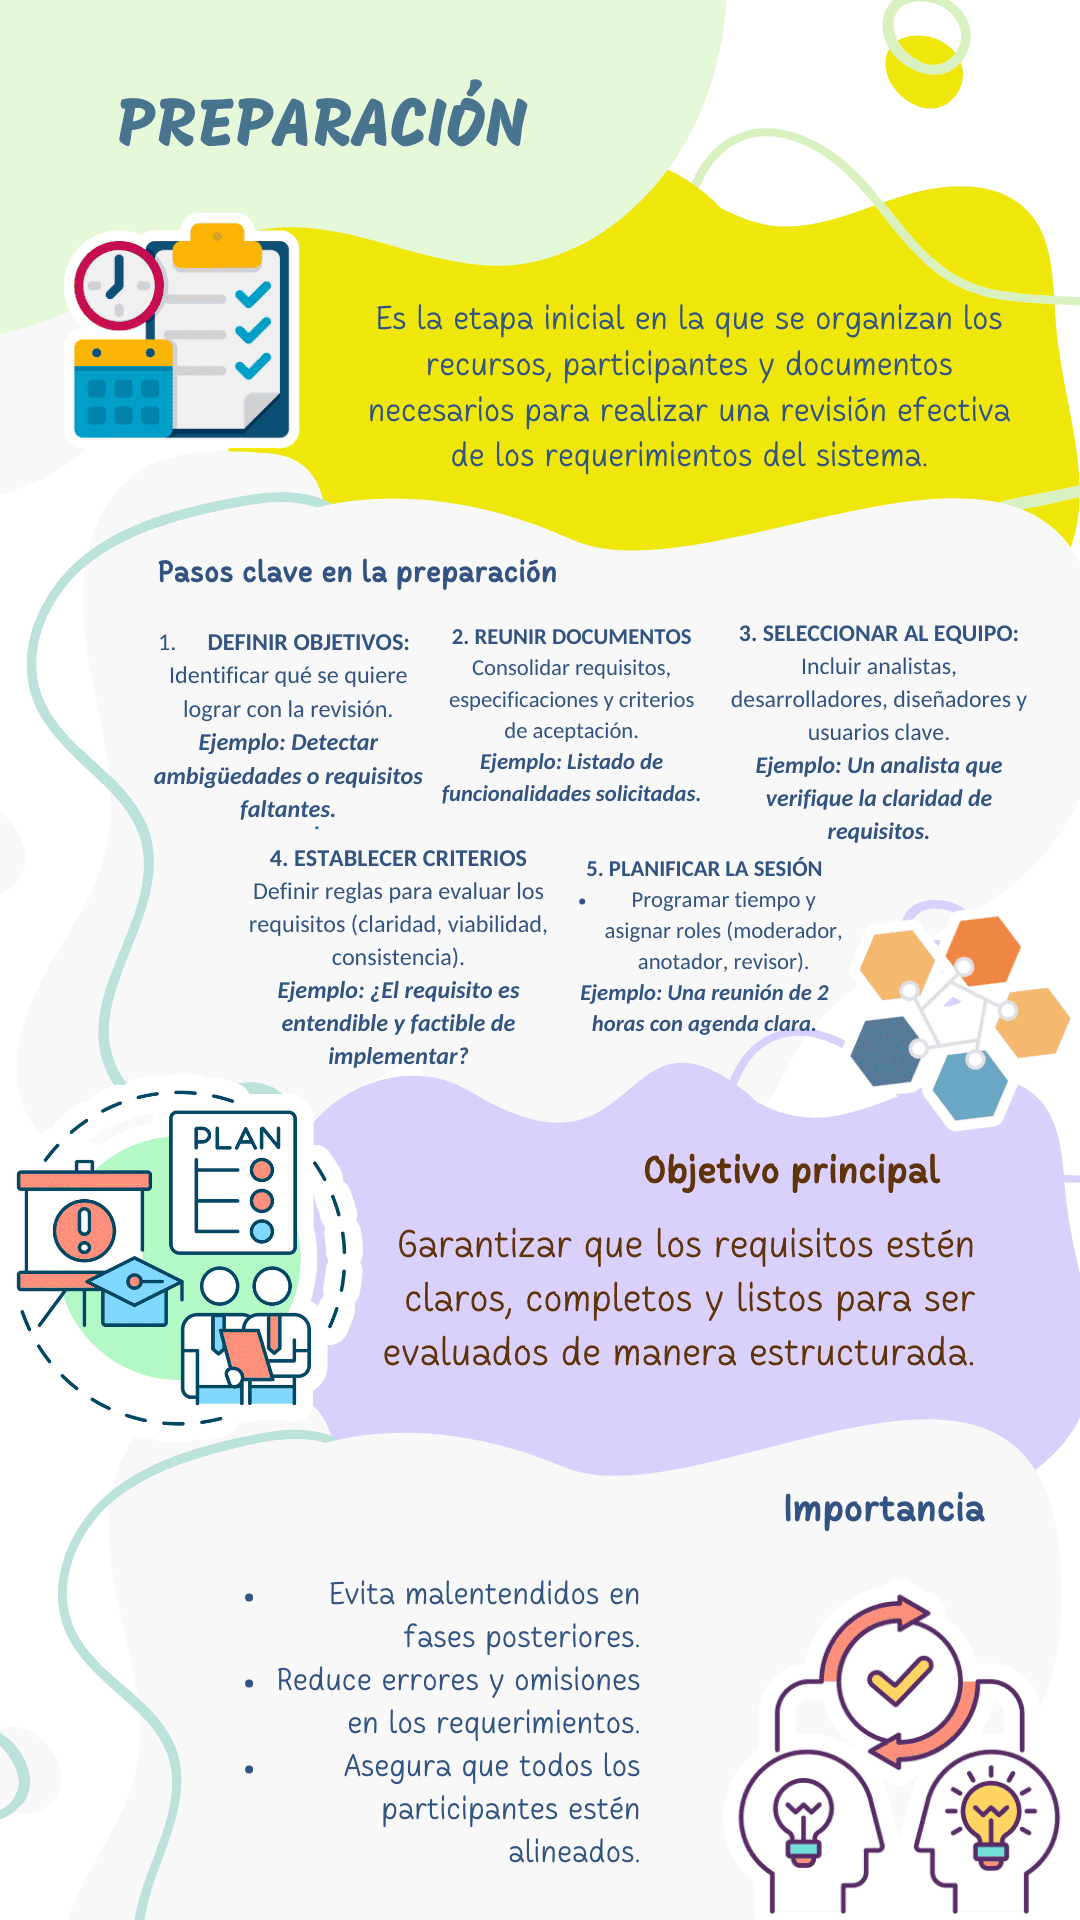 PREPARACIÓN
Es la etapa inicial en la que se organizan los
recursos, participantes y documentos
necesarios para realizar una revisión efectiva
de los requerimientos del sistema.
Pasos clave en la preparación
1. DEFINIR OBJETIVOS:
Identificar qué se quiere
lograr con la revisión.
Ejemplo: Detectar
ambigüedades o requisitos
faltantes.
.
2. REUNIR DOCUMENTOS
Consolidar requisitos,
especificaciones y criterios
de aceptación.
Ejemplo: Listado de
funcionalidades solicitadas.
3. SELECCIONAR AL EQUIPO:
Incluir analistas,
desarrolladores, diseñadores y
usuarios clave.
Ejemplo: Un analista que
verifique la claridad de
requisitos.
4. ESTABLECER CRITERIOS
Definir reglas para evaluar los
requisitos (claridad, viabilidad,
consistencia).
Ejemplo: ¿El requisito es
entendible y factible de
implementar?
5. PLANIFICAR LA SESIÓN
• Programar tiempo y
asignar roles (moderador,
anotador, revisor).
Ejemplo: Una reunión de 2
horas con agenda clara.
PLAN
Objetivo principal
Garantizar que los requisitos estén
claros, completos y listos para ser
evaluados de manera estructurada.
Importancia
• Evita malentendidos en
fases posteriores.
• Reduce errores y omisiones
en los requerimientos.
• Asegura que todos los
participantes estén
alineados.